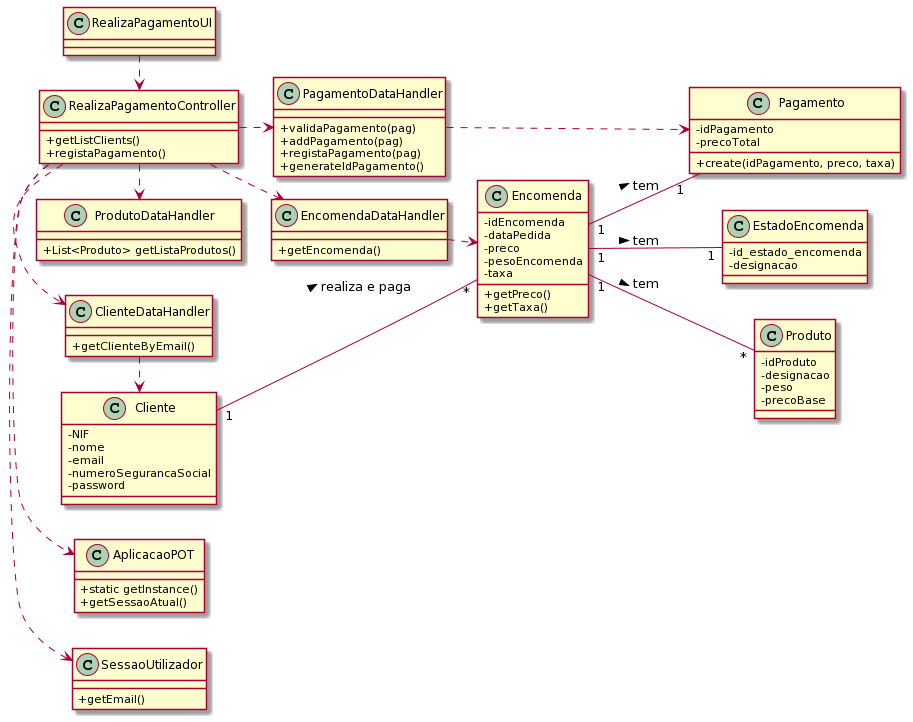 C RealizaPagamentoUI
C RealizaPagamentoController
+getListClients()
+registaPagamento()
C PagamentoDataHandler
+validaPagamento(pag)
+addPagamento(pag)
+registaPagamento(pag)
+generateIdPagamento()
C Pagamento
-idPagamento
-precoTotal
+create(idPagamento, preco, taxa)
C ProdutoDataHandler
+List<Produto> getListaProdutos()
C EncomendaDataHandler
+getEncomenda()
C Encomenda
-idEncomenda
-dataPedida
-preco
-pesoEncomenda
-taxa
+getPreco()
+getTaxa()
tem
1
1
C EstadoEncomenda
-id_estado_encomenda
-designacao
tem
1
1
tem
1
*
C Produto
-idProduto
-designacao
-peso
-precoBase
realiza e paga
*
1
C ClienteDataHandler
+getClienteByEmail()
C Cliente
-NIF
-nome
-email
-numeroSegurancaSocial
-password
C AplicacaoPOT
+static getInstance()
+getSessaoAtual()
C SessaoUtilizador
+getEmail()